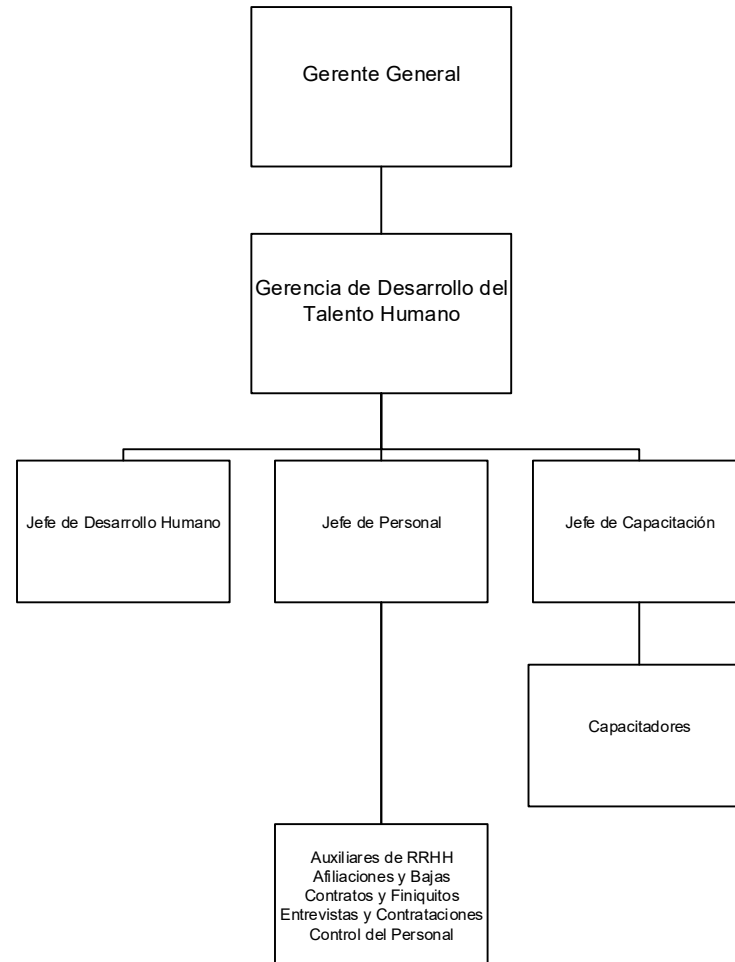 Gerente General
Gerencia de Desarrollo del
Talento Humano
Jefe de Desarrollo Humano
Jefe de Personal
Jefe de Capacitación
Capacitadores
Auxiliares de RRHH
Afiliaciones y Bajas
Contratos y Finiquitos
Entrevistas y Contrataciones
Control del Personal